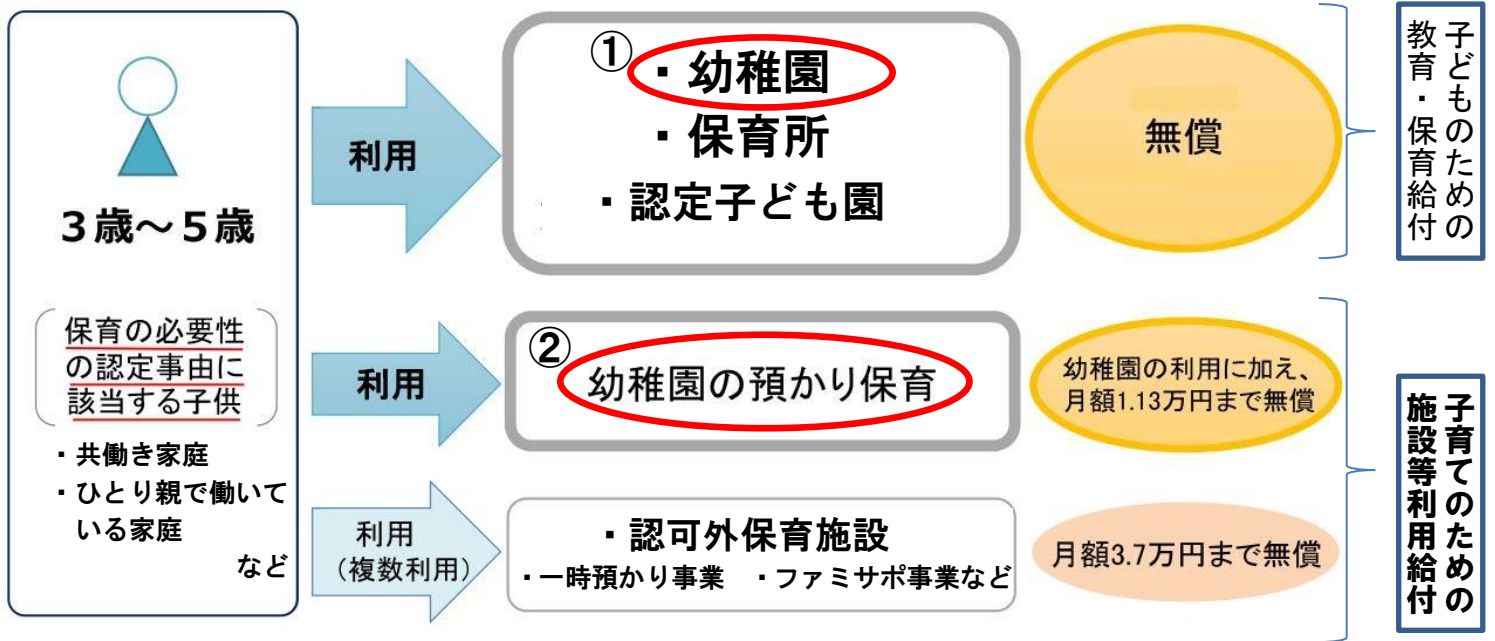 ３歳～５歳
保育の必要性
の認定事由に
該当する子供
・共働き家庭
・ひとり親で働いて
いる家庭
など
利用
①
・幼稚園
・保育所
・認定子ども園
無償
子どものための
教育・保育給付
利用
②
幼稚園の預かり保育
幼稚園の利用に加え、
月額1.13万円まで無償
利用
（複数利用）
・認可外保育施設
・一時預かり事業　・ファミサポ事業など
月額3.7万円まで無償
子育てのための
施設等利用給付